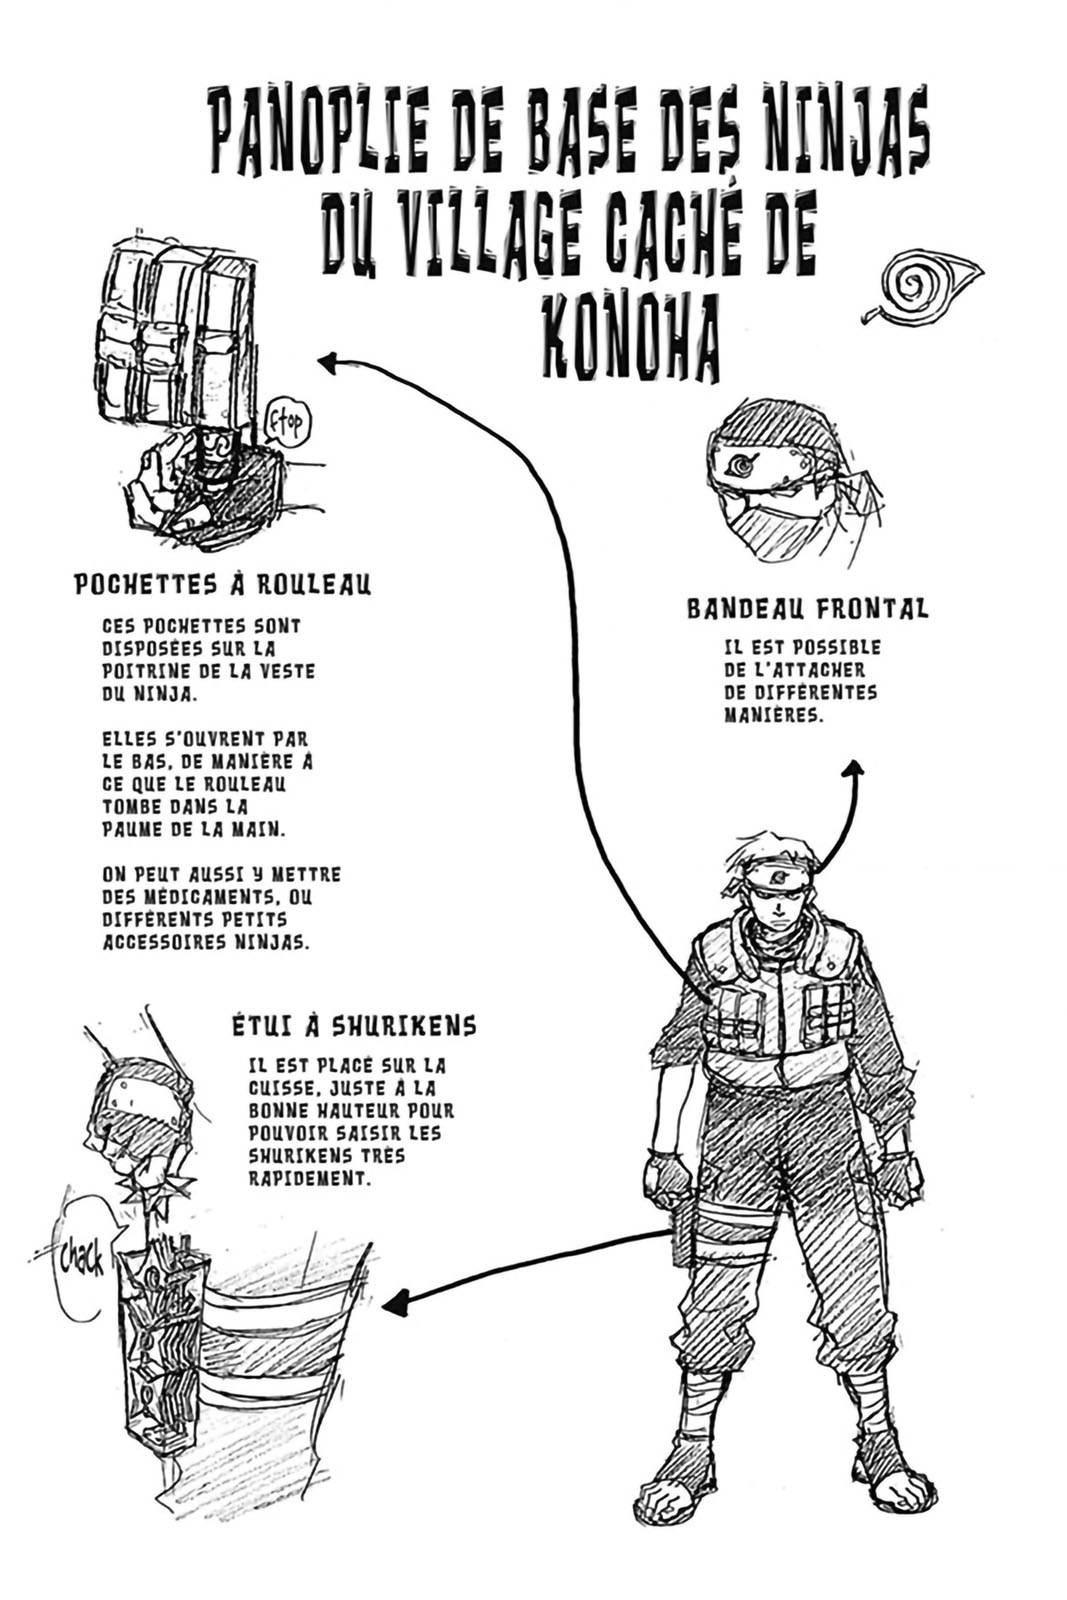 PANOPLIE DE BASE DES NINJAS
DU VILLAGE CACHÉ DE
KONOHA
ftop
POCHETTES À ROULEAU
CES POCHETTES SONT
DISPOSÉES SUR LA
POITRINE DE LA VESTE
DU NINJA.
ELLES S'OUVRENT PAR
LE BAS, DE MANIÈRE À
CE QUE LE ROULEAU
TOMBE DANS LA
PAUME DE LA MAIN.
ON PEUT AUSSI Y METTRE
DES MÉDICAMENTS, OU
DIFFÉRENTS PETITS
ACCESSOIRES NINJAS.
BANDEAU FRONTAL
IL EST POSSIBLE
DE L'ATTACHER
DE DIFFÉRENTES
MANIÈRES.
ÉTUI À SHURIKENS
IL EST PLACÉ SUR LA
CUISSE, JUSTE À LA
BONNE HAUTEUR POUR
POUVOIR SAISIR LES
SHURIKENS TRÈS
RAPIDEMENT.
chack